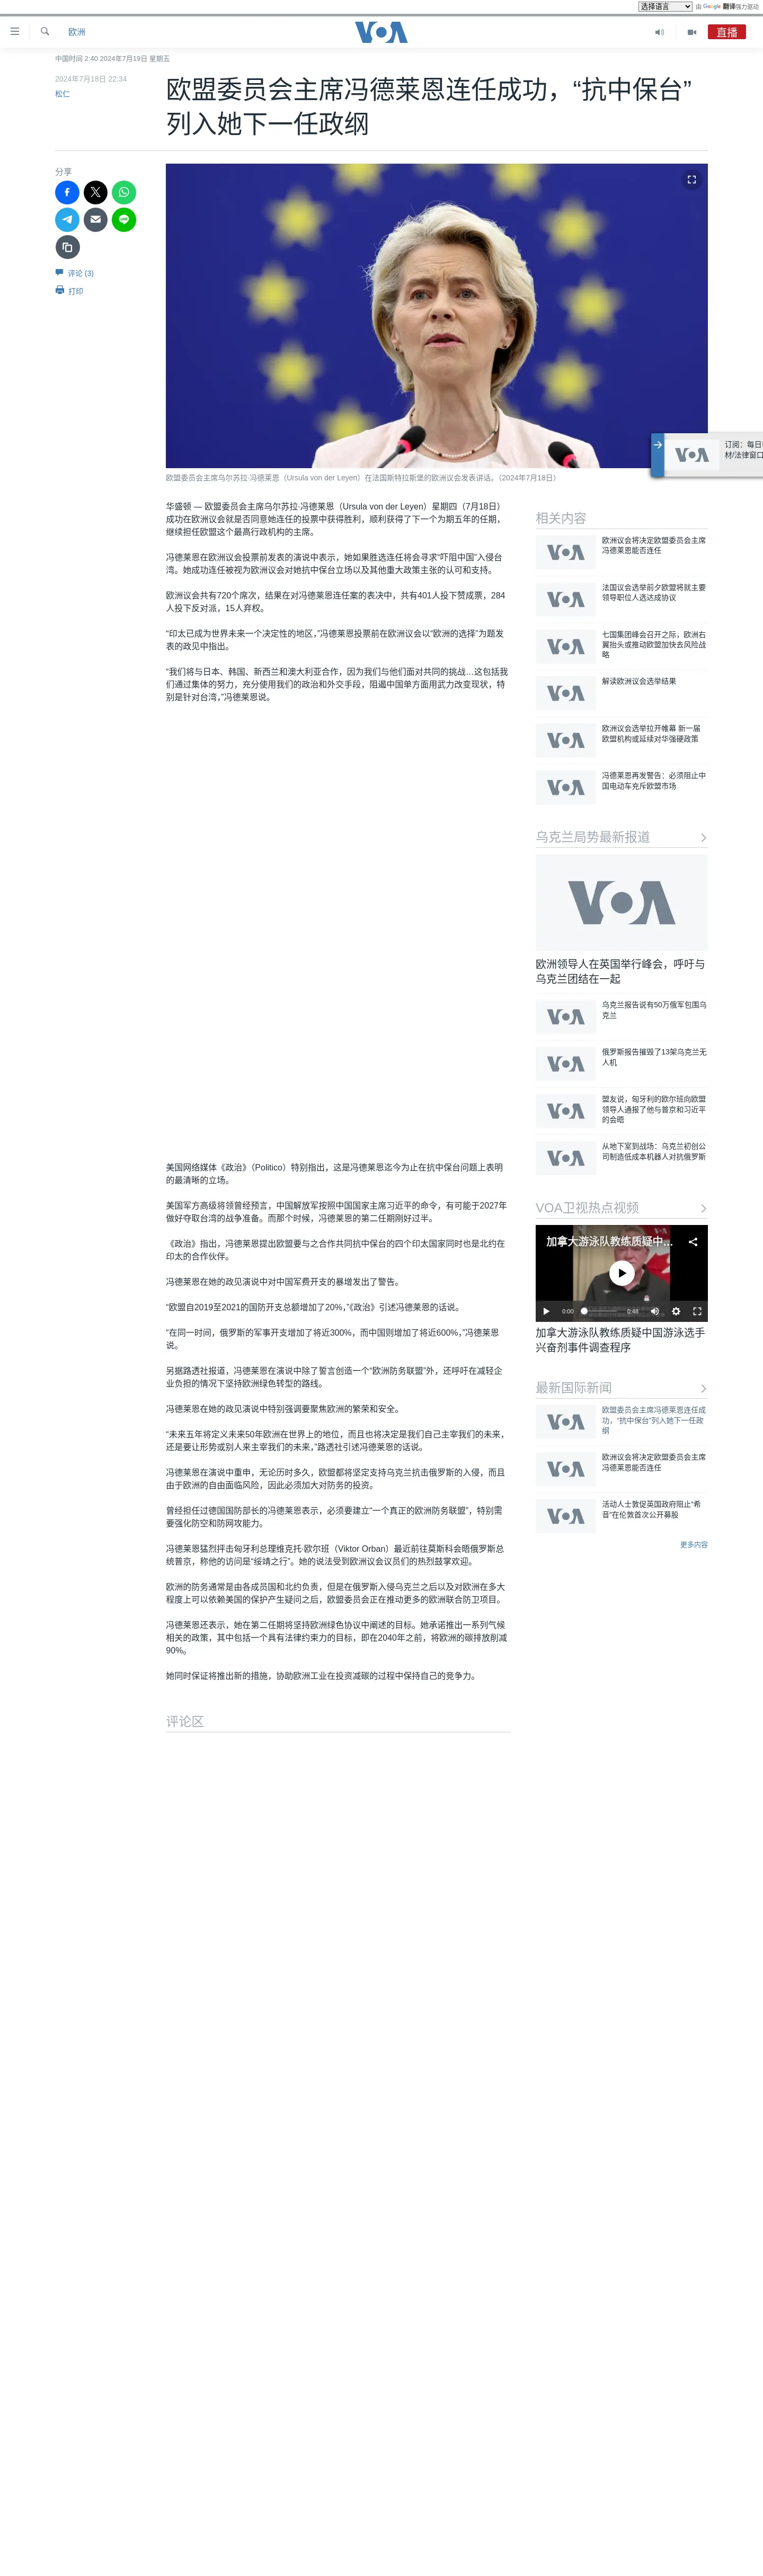 选择语言 由 Google 翻译强力驱动
欧洲
VOA
直播
中国时间 2:40 2024年7月19日 星期五
2024年7月18日 22:34
松仁
欧盟委员会主席冯德莱恩连任成功，“抗中保台”
列入她下一任政纲
分享
评论 (3)
打印
欧盟委员会主席乌尔苏拉·冯德莱恩（Ursula von der Leyen）在法国斯特拉斯堡的欧洲议会发表讲话。（2024年7月18日）
VOA
订阅：每日
材/法律窗口
华盛顿 — 欧盟委员会主席乌尔苏拉·冯德莱恩（Ursula von der Leyen）星期四（7月18日）
成功在欧洲议会就是否同意她连任的投票中获得胜利，顺利获得了下一个为期五年的任期，
继续担任欧盟这个最高行政机构的主席。
冯德莱恩在欧洲议会投票前发表的演说中表示，她如果胜选连任将会寻求“吓阻中国”入侵台
湾。她成功连任被视为欧洲议会对她抗中保台立场以及其他重大政策主张的认可和支持。
欧洲议会共有720个席次，结果在对冯德莱恩连任案的表决中，共有401人投下赞成票，284
人投下反对派，15人弃权。
“印太已成为世界未来一个决定性的地区，”冯德莱恩投票前在欧洲议会以“欧洲的选择”为题发
表的政见中指出。
“我们将与日本、韩国、新西兰和澳大利亚合作，因为我们与他们面对共同的挑战…这包括我
们通过集体的努力，充分使用我们的政治和外交手段，阻遏中国单方面用武力改变现状，特
别是针对台湾，”冯德莱恩说。
美国网络媒体《政治》（Politico）特别指出，这是冯德莱恩迄今为止在抗中保台问题上表明
的最清晰的立场。
美国军方高级将领曾经预言，中国解放军按照中国国家主席习近平的命令，有可能于2027年
做好夺取台湾的战争准备。而那个时候，冯德莱恩的第二任期刚好过半。
《政治》指出，冯德莱恩提出欧盟要与之合作共同抗中保台的四个印太国家同时也是北约在
印太的合作伙伴。
冯德莱恩在她的政见演说中对中国军费开支的暴增发出了警告。
“欧盟自2019至2021的国防开支总额增加了20%，”《政治》引述冯德莱恩的话说。
“在同一时间，俄罗斯的军事开支增加了将近300%，而中国则增加了将近600%，”冯德莱恩
说。
另据路透社报道，冯德莱恩在演说中除了誓言创造一个“欧洲防务联盟”外，还呼吁在减轻企
业负担的情况下坚持欧洲绿色转型的路线。
冯德莱恩在她的政见演说中特别强调要聚焦欧洲的繁荣和安全。
“未来五年将定义未来50年欧洲在世界上的地位，而且也将决定是我们自己主宰我们的未来，
还是要让形势或别人来主宰我们的未来，”路透社引述冯德莱恩的话说。
冯德莱恩在演说中重申，无论历时多久，欧盟都将坚定支持乌克兰抗击俄罗斯的入侵，而且
由于欧洲的自由面临风险，因此必须加大对防务的投资。
曾经担任过德国国防部长的冯德莱恩表示，必须要建立“一个真正的欧洲防务联盟”，特别需
要强化防空和防网攻能力。
冯德莱恩猛烈抨击匈牙利总理维克托·欧尔班（Viktor Orban）最近前往莫斯科会晤俄罗斯总
统普京，称他的访问是“绥靖之行”。她的说法受到欧洲议会议员们的热烈鼓掌欢迎。
欧洲的防务通常是由各成员国和北约负责，但是在俄罗斯入侵乌克兰之后以及对欧洲在多大
程度上可以依赖美国的保护产生疑问之后，欧盟委员会正在推动更多的欧洲联合防卫项目。
冯德莱恩还表示，她在第二任期将坚持欧洲绿色协议中阐述的目标。她承诺推出一系列气候
相关的政策，其中包括一个具有法律约束力的目标，即在2040年之前，将欧洲的碳排放削减
90%。
她同时保证将推出新的措施，协助欧洲工业在投资减碳的过程中保持自己的竞争力。
评论区
相关内容
VOA
欧洲议会将决定欧盟委员会主席
冯德莱恩能否连任
VOA
法国议会选举前夕欧盟将就主要
领导职位人选达成协议
VOA
七国集团峰会召开之际，欧洲右
翼抬头或推动欧盟加快去风险战
略
VOA
解读欧洲议会选举结果
VOA
欧洲议会选举拉开帷幕 新一届
欧盟机构或延续对华强硬政策
VOA
冯德莱恩再发警告：必须阻止中
国电动车充斥欧盟市场
乌克兰局势最新报道
VOA
欧洲领导人在英国举行峰会，呼吁与
乌克兰团结在一起
VOA
乌克兰报告说有50万俄军包围乌
克兰
VOA
俄罗斯报告摧毁了13架乌克兰无
人机
VOA
盟友说，匈牙利的欧尔班向欧盟
领导人通报了他与普京和习近平
的会晤
VOA
从地下室到战场：乌克兰初创公
司制造低成本机器人对抗俄罗斯
VOA卫视热点视频
加拿大游泳队教练质疑中…
0:00 0:48
加拿大游泳队教练质疑中国游泳选手
兴奋剂事件调查程序
最新国际新闻
VOA
欧盟委员会主席冯德莱恩连任成
功，“抗中保台”列入她下一任政
纲
VOA
欧洲议会将决定欧盟委员会主席
冯德莱恩能否连任
VOA
活动人士敦促英国政府阻止“希
音”在伦敦首次公开募股
更多内容